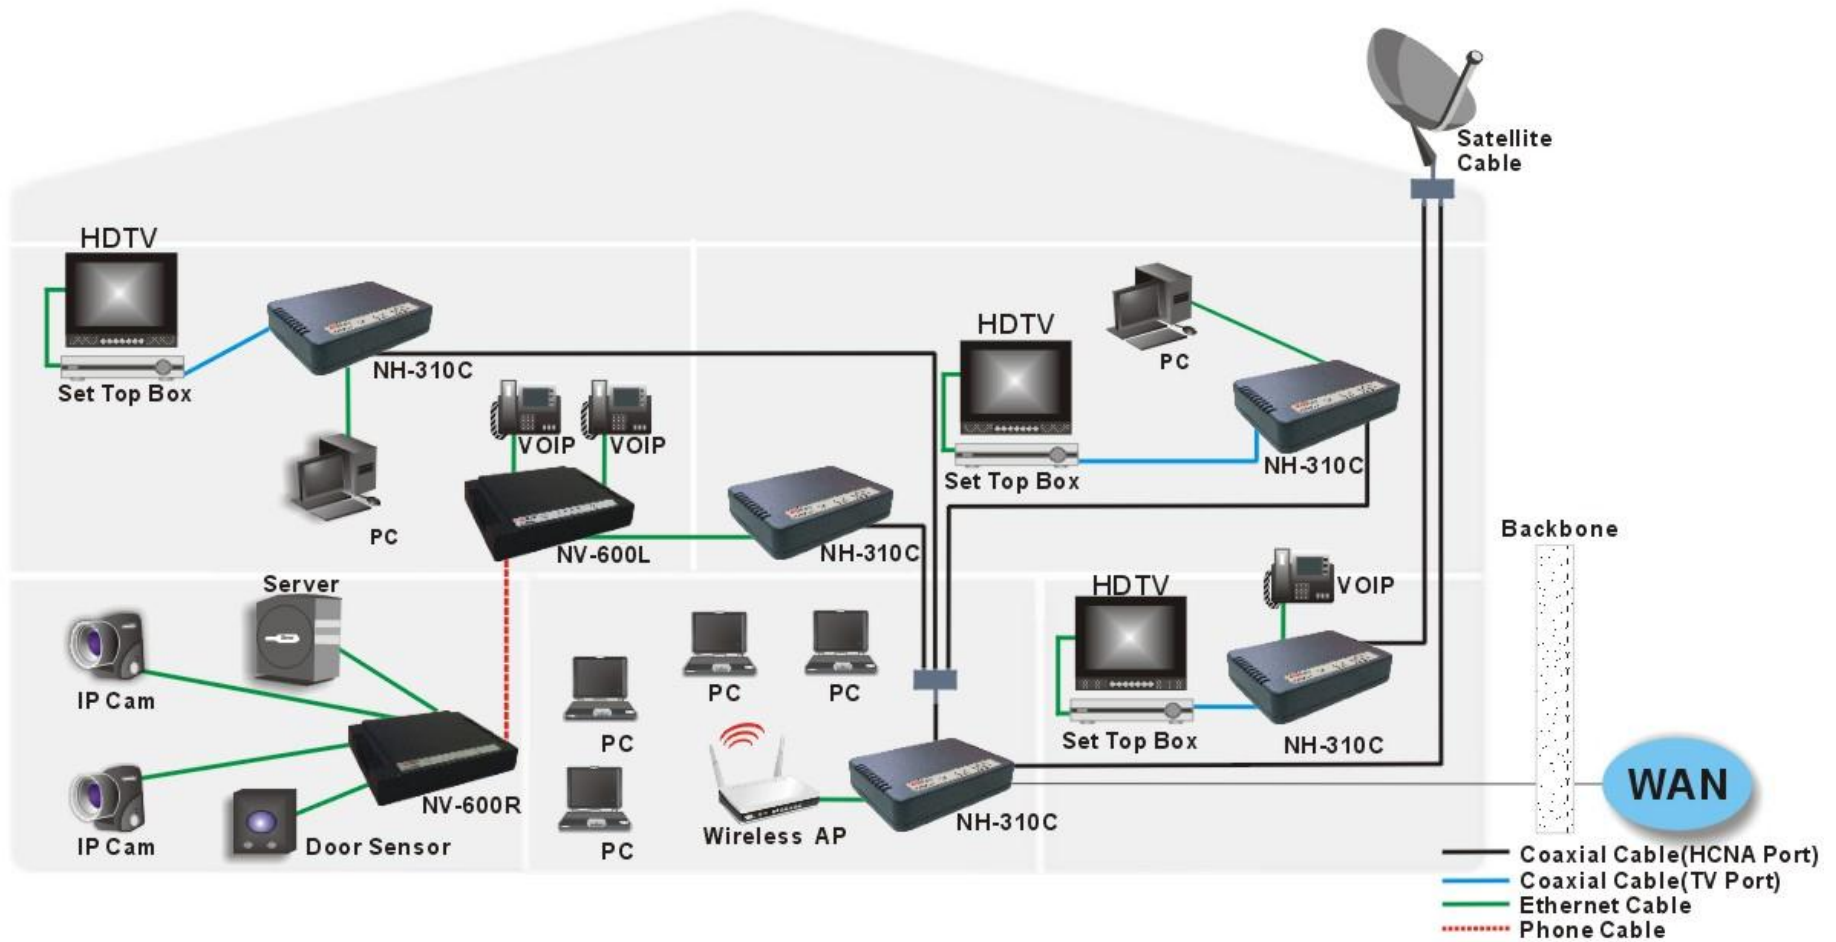 Satellite
Cable
HDTV
Set Top Box
NH-310C
PC
VOIP
VOIP
NV-600L
NH-310C
HDTV
Set Top Box
PC
NH-310C
Backbone
Server
IP Cam
IP Cam
Door Sensor
NV-600R
PC
PC
PC
PC
Wireless AP
NH-310C
HDTV
VOIP
Set Top Box
NH-310C
WAN
Coaxial Cable(HCNA Port)
Coaxial Cable(TV Port)
Ethernet Cable
Phone Cable